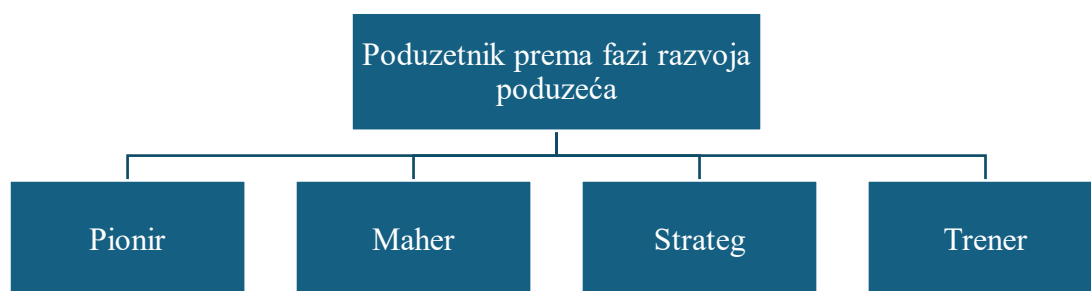 Poduzetnik prema fazi razvoja
poduzeća
Pionir
Maher
Strateg
Trener